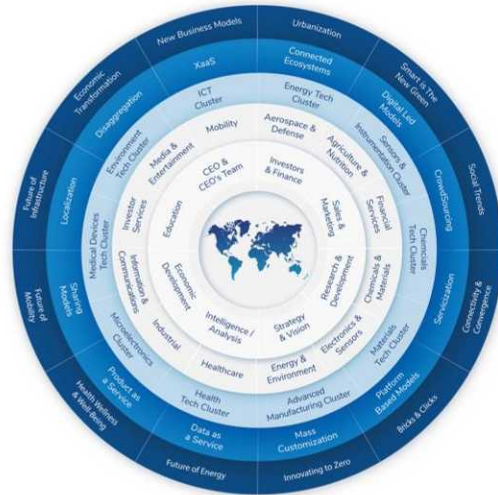 New Business Models
Urbanization
Smart is The
New Green
Social Trends
Connectivity &
Convergence
Bricks & Clicks
Innovating to Zero
Future of Energy
Health Wellness
& Well-Being
Future of
Mobility
Future of
Infrastructure
Economic
Transformation
XaaS
Connected
Ecosystems
Digital Led
Models
CrowdSourcing
Servicization
Platform
Based Models
Mass
Customization
Data as
a Service
Product as
a Service
Sharing
Models
Localization
Disaggregation
ICT
Cluster
Energy Tech
Cluster
Sensors &
Instrumentation Cluster
Chemicals
Tech Cluster
Materials
Tech Cluster
Advanced
Manufacturing Cluster
Health
Tech Cluster
Microelectronics
Cluster
Medical Devices
Tech Cluster
Environment
Tech Cluster
Mobility
Aerospace &
Defense
Agriculture &
Nutrition
Financial
Services
Chemicals &
Materials
Electronics &
Sensors
Energy &
Environment
Healthcare
Industrial
Information &
Communications
Investor
Services
Media &
Entertainment
CEO &
CEO's Team
Investors
& Finance
Sales &
Marketing
Research &
Development
Strategy
& Vision
Intelligence /
Analysis
Economic
Development
Education